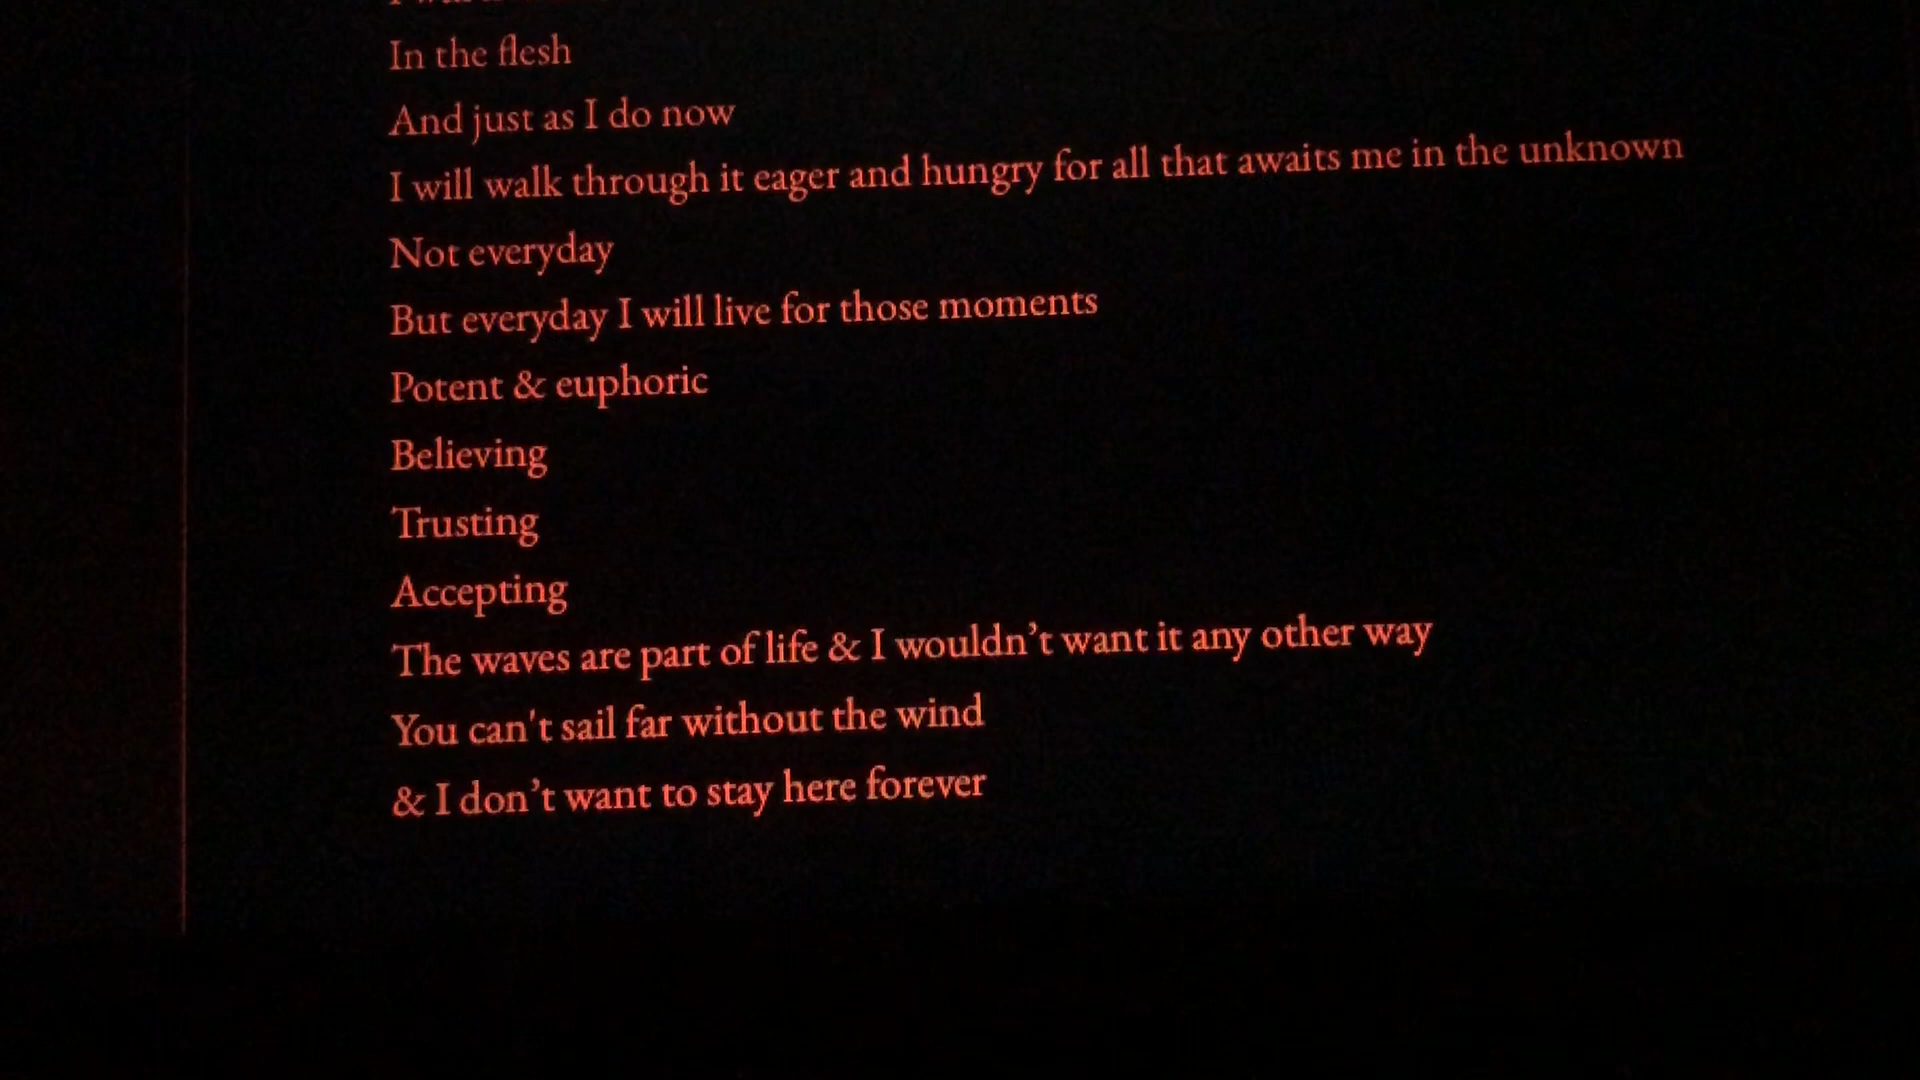 In the flesh
And just as I do now
I will walk through it eager and hungry for all that awaits me in the unknown
Not everyday
But everyday I will live for those moments
Potent & euphoric
Believing
Trusting
Accepting
The waves are part of life & I wouldn’t want it any other way
You can't sail far without the wind
& I don’t want to stay here forever